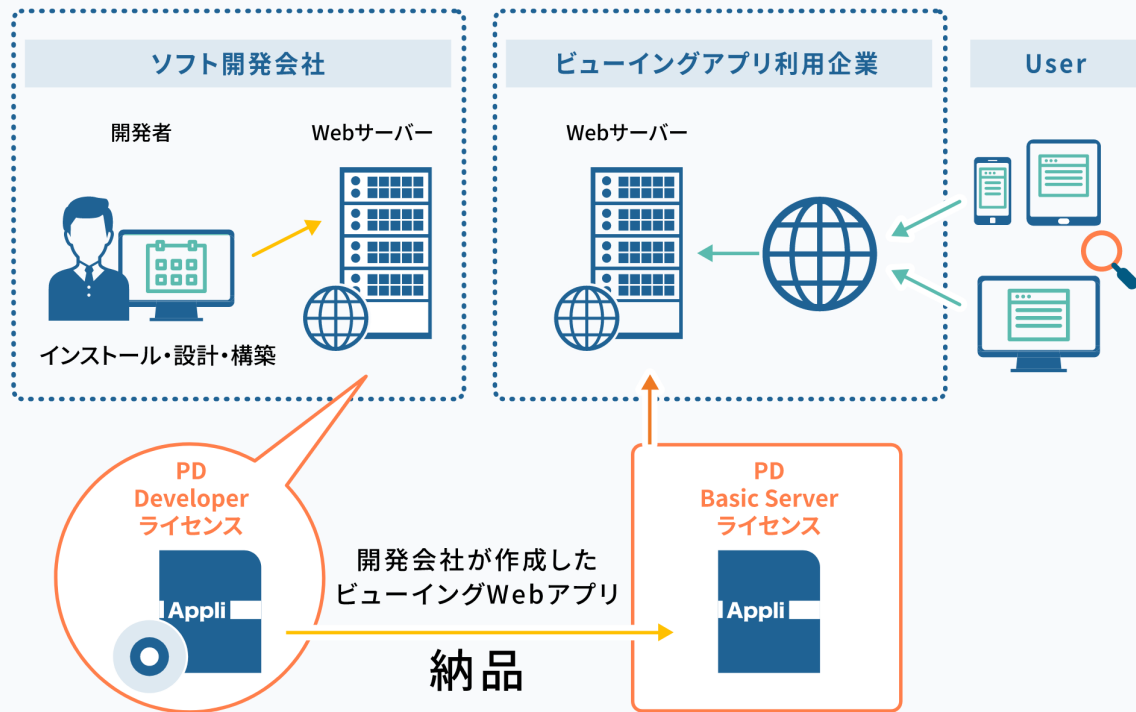 ソフト開発会社
ビューイングアプリ利用企業
User
開発者
Webサーバー
Webサーバー
インストール・設計・構築
PD
Developer
ライセンス
Appli
開発会社が作成した
ビューイングWebアプリ
納品
PD
Basic Server
ライセンス
Appli